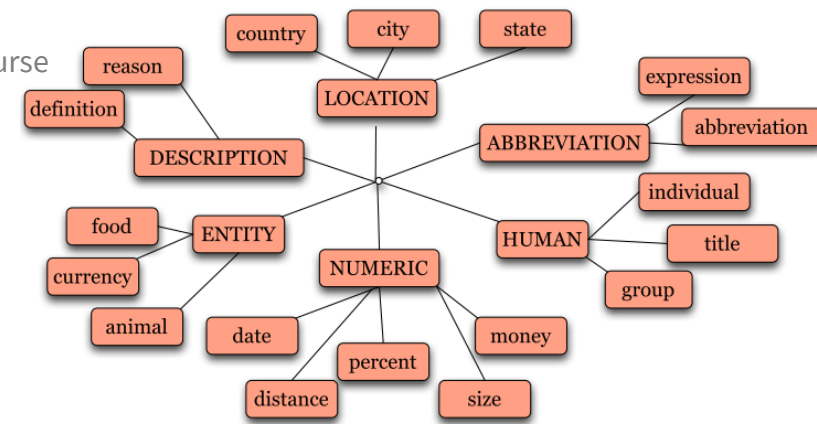 country
city
state
urse
reason
expression
definition
LOCATION
abbreviation
DESCRIPTION
ABBREVIATION
individual
food
ENTITY
HUMAN
title
currency
NUMERIC
group
animal
date
money
percent
distance
size